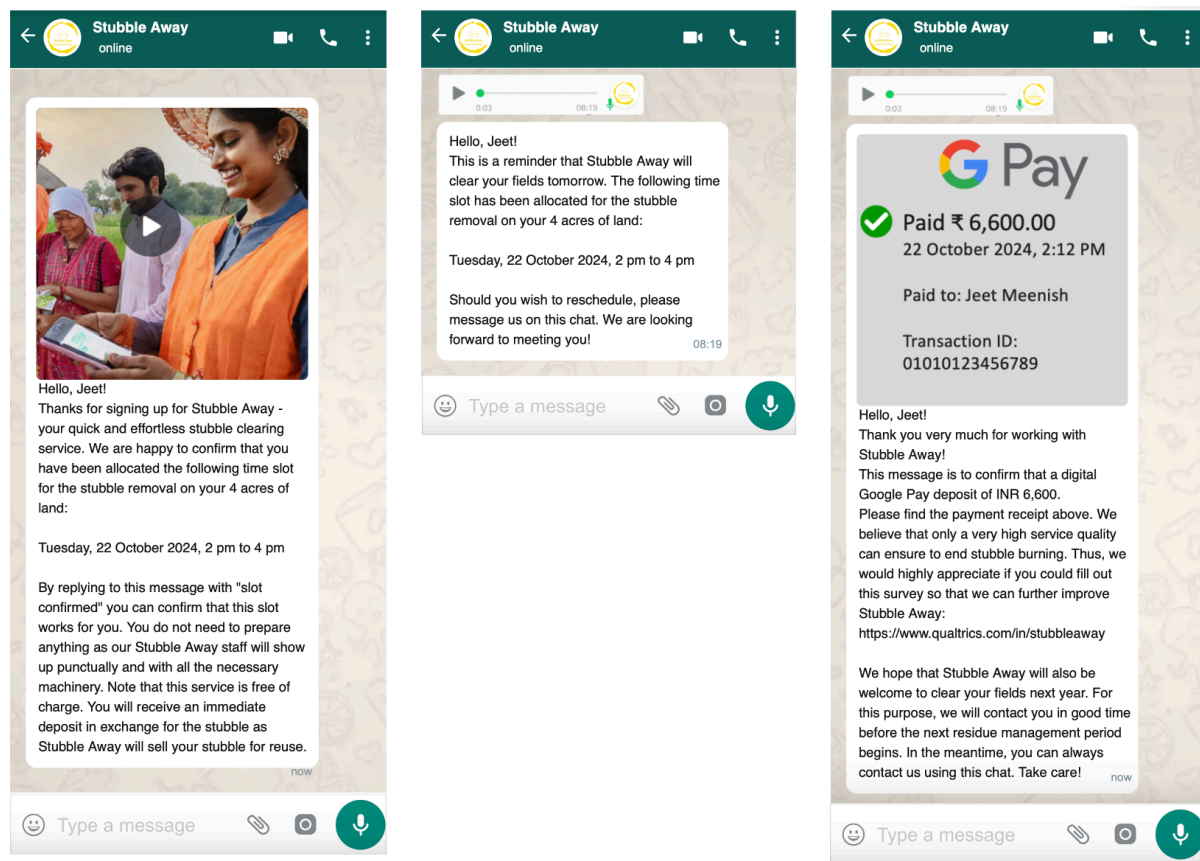 Stubble Away
online
Hello, Jeet!
Thanks for signing up for Stubble Away -
your quick and effortless stubble clearing
service. We are happy to confirm that you
have been allocated the following time slot
for the stubble removal on your 4 acres of
land:
Tuesday, 22 October 2024, 2 pm to 4 pm
By replying to this message with "slot
confirmed" you can confirm that this slot
works for you. You do not need to prepare
anything as our Stubble Away staff will show
up punctually and with all the necessary
machinery. Note that this service is free of
charge. You will receive an immediate
deposit in exchange for the stubble as
Stubble Away will sell your stubble for reuse.
now
Type a message
Stubble Away
online
0:03
08:19
Hello, Jeet!
This is a reminder that Stubble Away will
clear your fields tomorrow. The following time
slot has been allocated for the stubble
removal on your 4 acres of land:
Tuesday, 22 October 2024, 2 pm to 4 pm
Should you wish to reschedule, please
message us on this chat. We are looking
forward to meeting you!
08:19
Type a message
Stubble Away
online
0:03
08:19
G Pay
Paid ₹ 6,600.00
22 October 2024, 2:12 PM
Paid to: Jeet Meenish
Transaction ID:
01010123456789
Hello, Jeet!
Thank you very much for working with
Stubble Away!
This message is to confirm that a digital
Google Pay deposit of INR 6,600.
Please find the payment receipt above. We
believe that only a very high service quality
can ensure to end stubble burning. Thus, we
would highly appreciate if you could fill out
this survey so that we can further improve
Stubble Away:
https://www.qualtrics.com/in/stubbleaway
We hope that Stubble Away will also be
welcome to clear your fields next year. For
this purpose, we will contact you in good time
before the next residue management period
begins. In the meantime, you can always
contact us using this chat. Take care!
now
Type a message